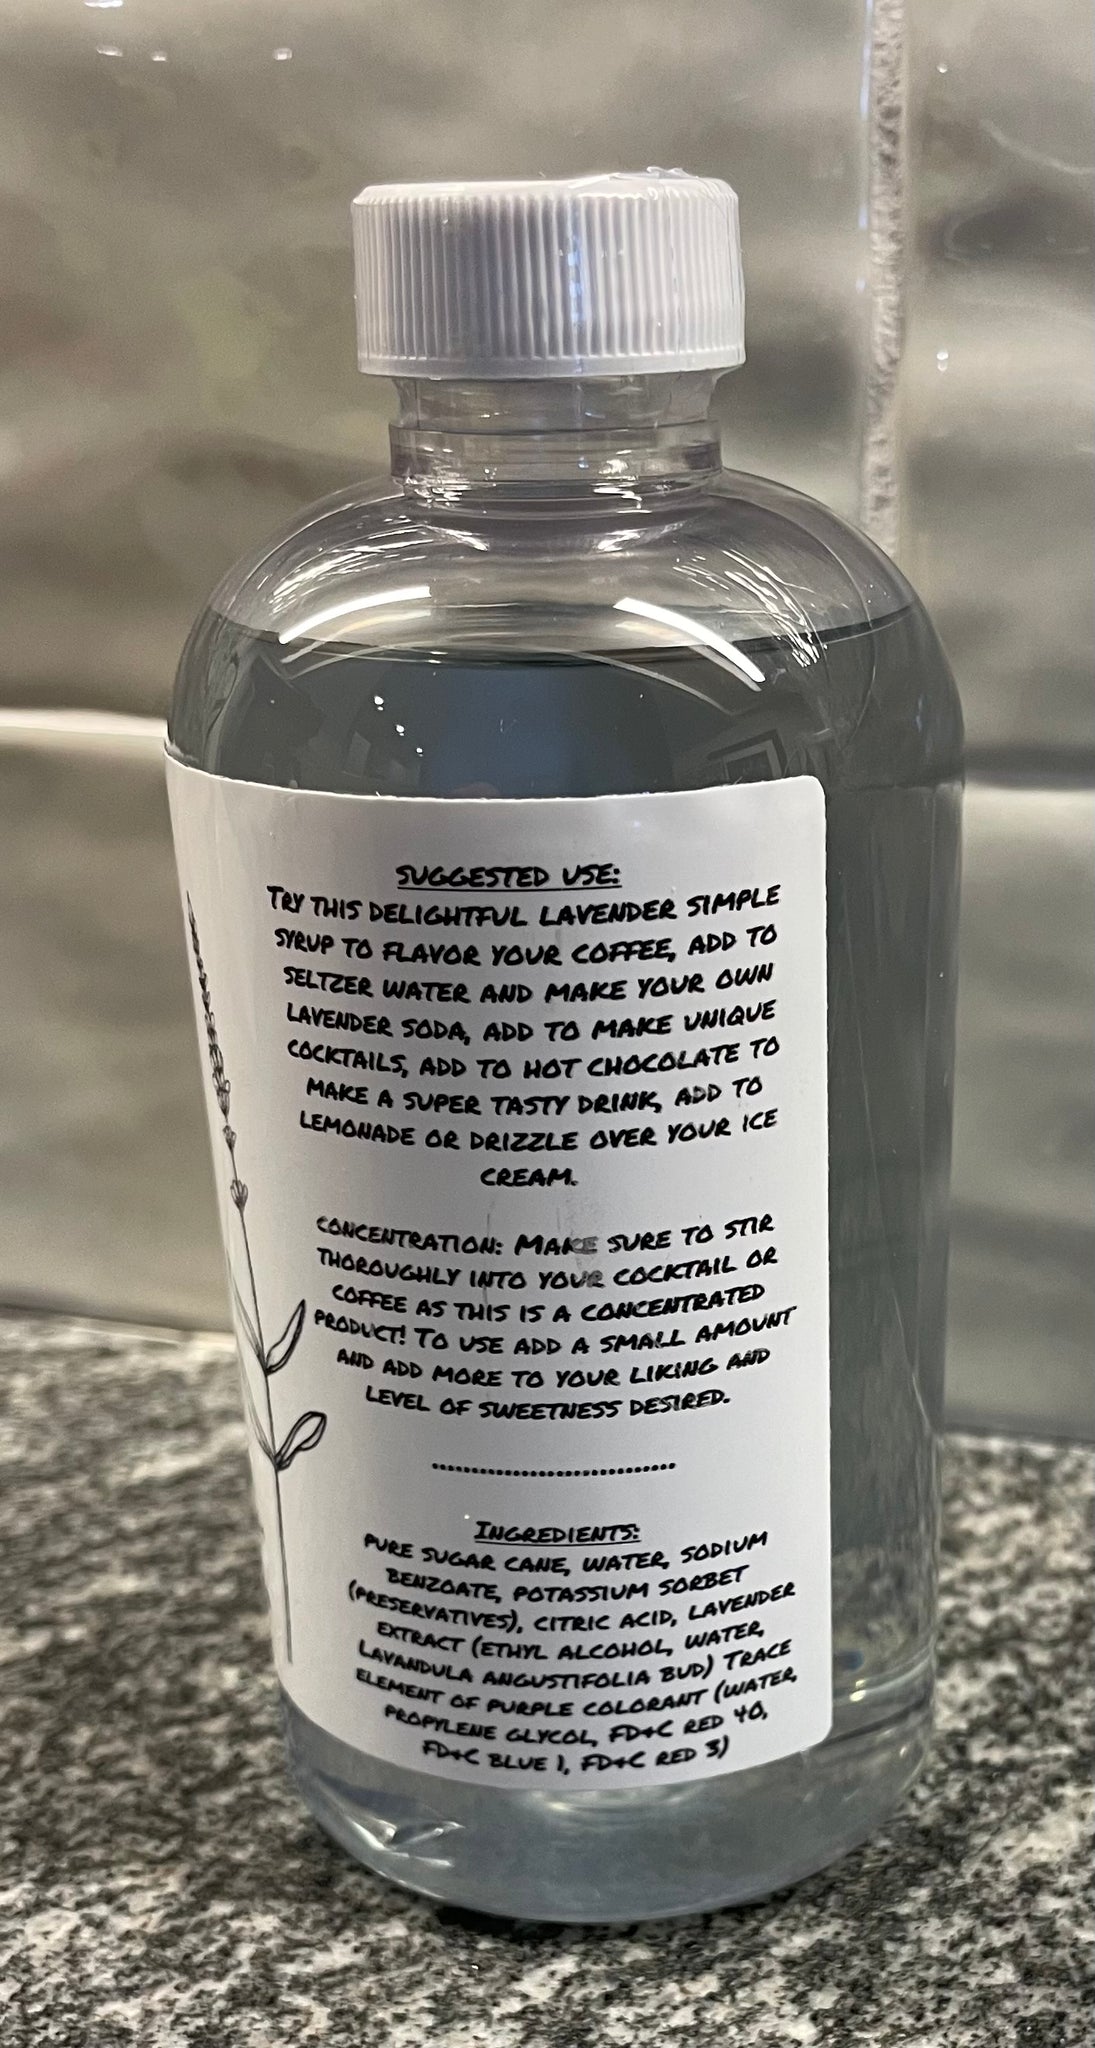 SUGGESTED USE:
TRY THIS DELIGHTFUL LAVENDER SIMPLE
SYRUP TO FLAVOR YOUR COFFEE, ADD TO
SELTZER WATER AND MAKE YOUR OWN
LAVENDER SODA, ADD TO MAKE UNIQUE
COCKTAILS, ADD TO HOT CHOCOLATE TO
MAKE A SUPER TASTY DRINK, ADD TO
LEMONADE OR DRIZZLE OVER YOUR ICE
CREAM.
CONCENTRATION: MAKE SURE TO STIR
THOROUGHLY INTO YOUR COCKTAIL OR
COFFEE AS THIS IS A CONCENTRATED
PRODUCT! TO USE ADD A SMALL AMOUNT
AND ADD MORE TO YOUR LIKING AND
LEVEL OF SWEETNESS DESIRED.
...............................
INGREDIENTS:
PURE SUGAR CANE, WATER, SODIUM
BENZOATE, POTASSIUM SORBET
(PRESERVATIVES), CITRIC ACID, LAVENDER
EXTRACT (ETHYL ALCOHOL, WATER,
LAVANDULA ANGUSTIFOLIA BUD) TRACE
ELEMENT OF PURPLE COLORANT (WATER,
PROPYLENE GLYCOL, FD+C RED 40,
FD+C BLUE 1, FD+C RED 3)